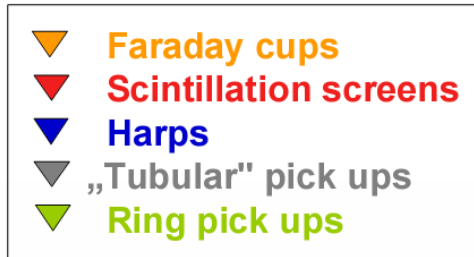 Faraday cups
Scintillation screens
Harps
„Tubular" pick ups
Ring pick ups